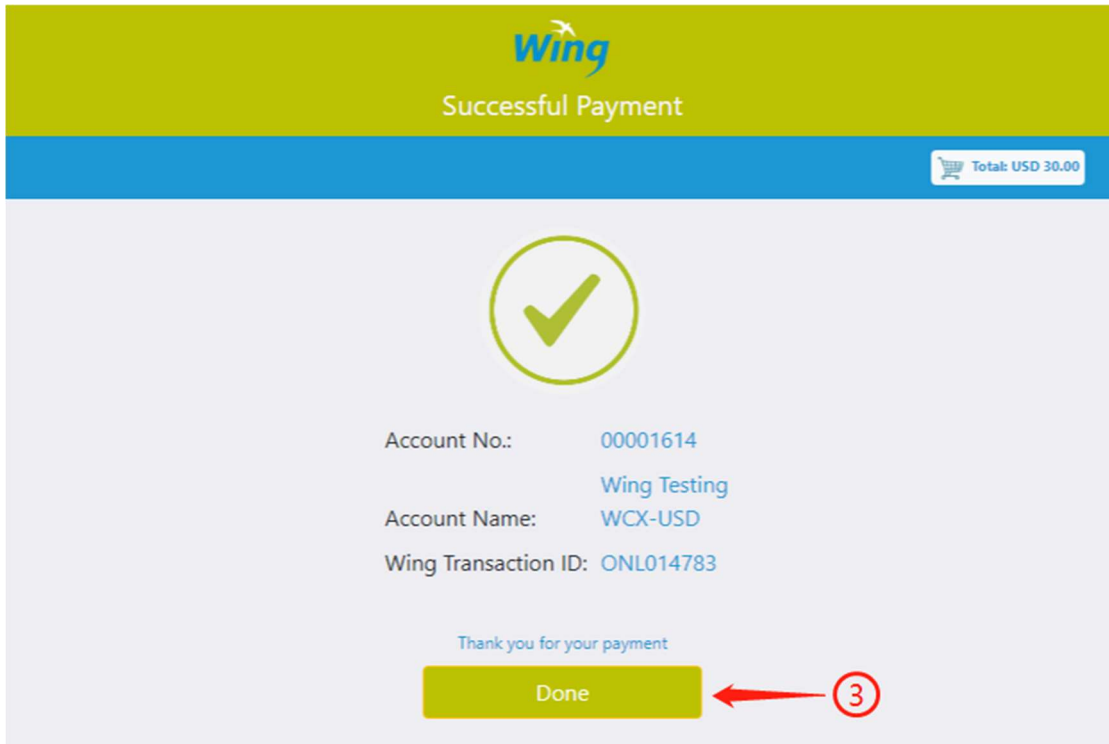 Wing
Successful Payment
Total: USD 30.00
Account No.: 00001614
Wing Testing
Account Name: WCX-USD
Wing Transaction ID: ONL014783
Thank you for your payment
Done
3